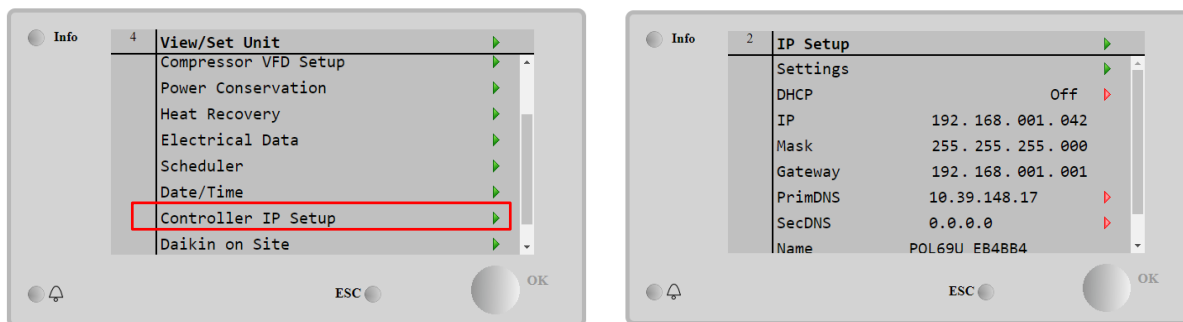 Info
4 View/Set Unit
Compressor VFD Setup
Power Conservation
Heat Recovery
Electrical Data
Scheduler
Date/Time
Controller IP Setup
Daikin on Site
ESC
OK
Info
2 IP Setup
Settings
DHCP Off
IP 192.168.001.042
Mask 255.255.255.000
Gateway 192.168.001.001
PrimDNS 10.39.148.17
SecDNS 0.0.0.0
Name POL69U_EB4BB4
ESC
OK